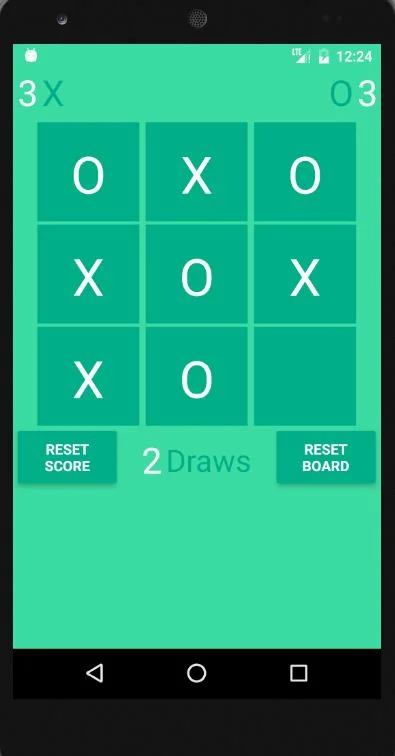 LTE 12:24
3 X O 3
O X O
X O X
X O
RESET SCORE
2 Draws
RESET BOARD